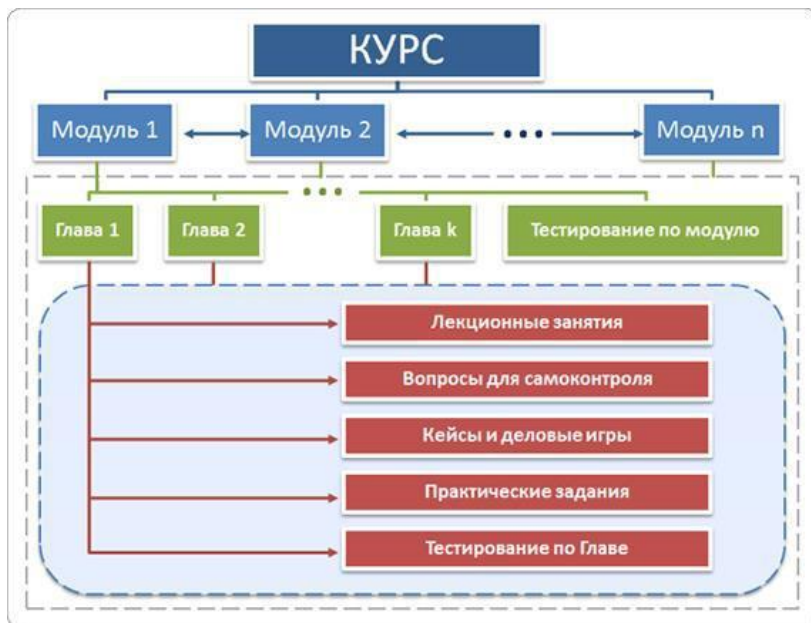 КУРС
Модуль 1
Модуль 2
Модуль n
Глава 1
Глава 2
Глава k
Тестирование по модулю
Лекционные занятия
Вопросы для самоконтроля
Кейсы и деловые игры
Практические задания
Тестирование по Главе